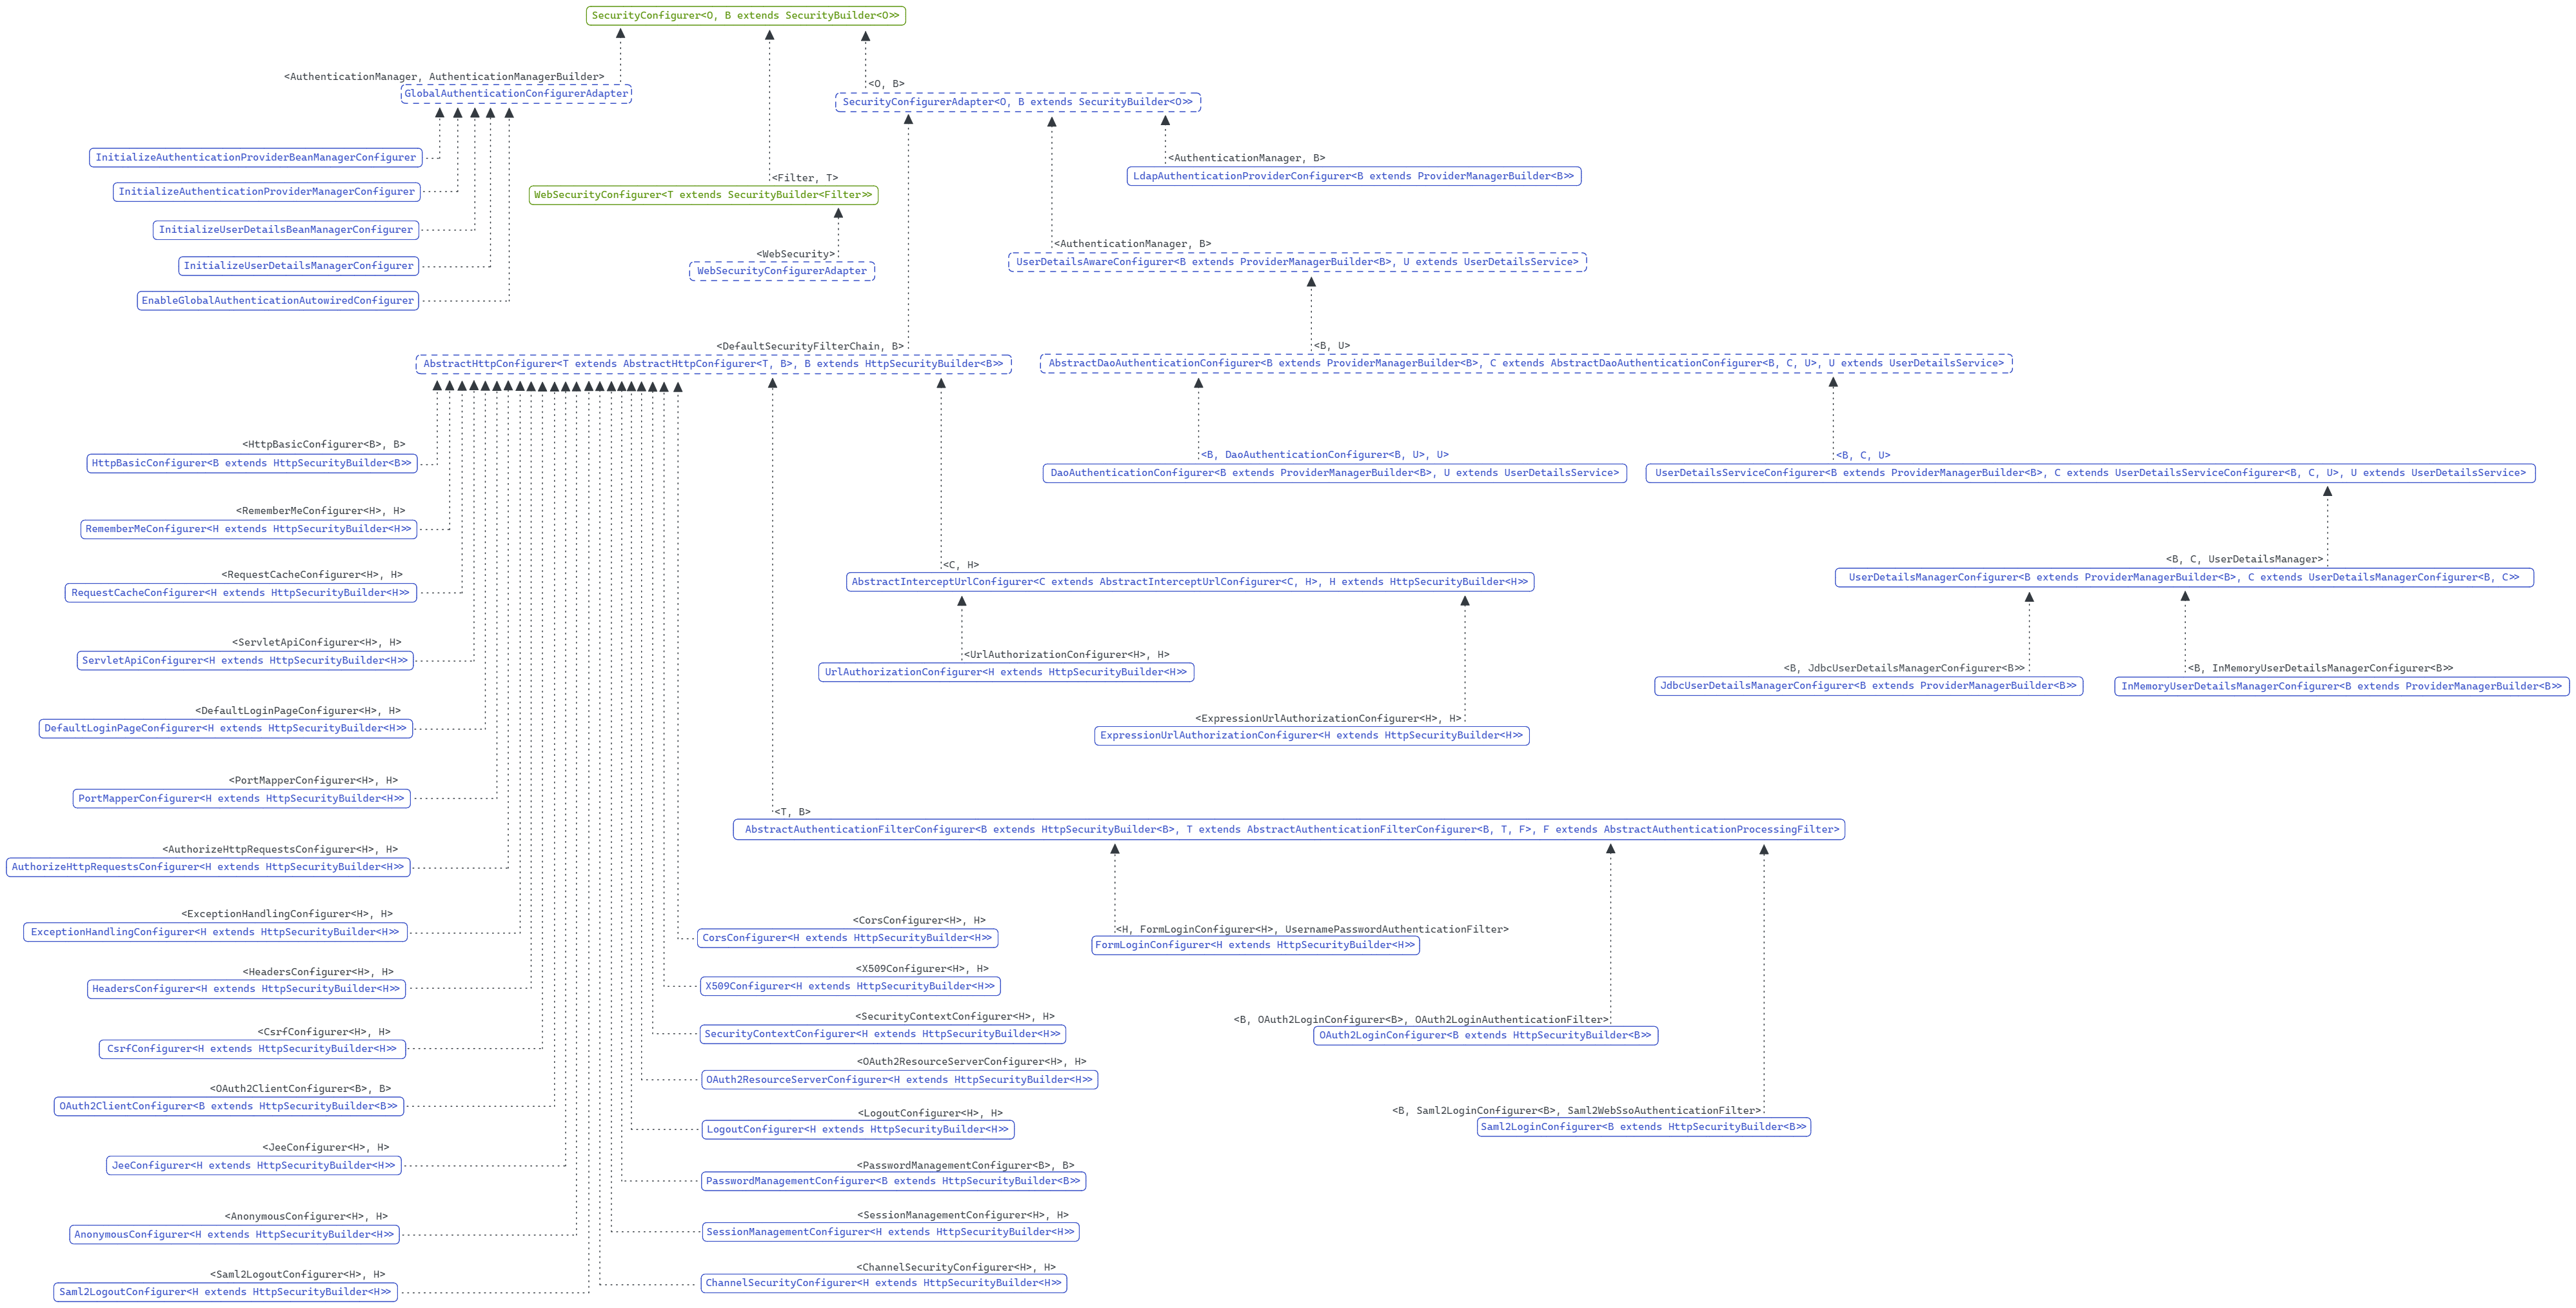 SecurityConfigurer<O, B extends SecurityBuilder<O>>
<AuthenticationManager, AuthenticationManagerBuilder>
GlobalAuthenticationConfigurerAdapter
<O, B>
SecurityConfigurerAdapter<O, B extends SecurityBuilder<O>>
InitializeAuthenticationProviderBeanManagerConfigurer
InitializeAuthenticationProviderManagerConfigurer
InitializeUserDetailsBeanManagerConfigurer
InitializeUserDetailsManagerConfigurer
EnableGlobalAuthenticationAutowiredConfigurer
<Filter, T>
WebSecurityConfigurer<T extends SecurityBuilder<Filter>>
<WebSecurity>
WebSecurityConfigurerAdapter
<AuthenticationManager, B>
LdapAuthenticationProviderConfigurer<B extends ProviderManagerBuilder<B>>
<AuthenticationManager, B>
UserDetailsAwareConfigurer<B extends ProviderManagerBuilder<B>, U extends UserDetailsService>
<DefaultSecurityFilterChain, B>
AbstractHttpConfigurer<T extends AbstractHttpConfigurer<T, B>, B extends HttpSecurityBuilder<B>>
<B, U>
AbstractDaoAuthenticationConfigurer<B extends ProviderManagerBuilder<B>, C extends AbstractDaoAuthenticationConfigurer<B, C, U>, U extends UserDetailsService>
<B, DaoAuthenticationConfigurer<B, U>, U>
DaoAuthenticationConfigurer<B extends ProviderManagerBuilder<B>, U extends UserDetailsService>
<B, C, U>
UserDetailsServiceConfigurer<B extends ProviderManagerBuilder<B>, C extends UserDetailsServiceConfigurer<B, C, U>, U extends UserDetailsService>
<B, C, UserDetailsManager>
UserDetailsManagerConfigurer<B extends ProviderManagerBuilder<B>, C extends UserDetailsManagerConfigurer<B, C>>
<B, JdbcUserDetailsManagerConfigurer<B>>
JdbcUserDetailsManagerConfigurer<B extends ProviderManagerBuilder<B>>
<B, InMemoryUserDetailsManagerConfigurer<B>>
InMemoryUserDetailsManagerConfigurer<B extends ProviderManagerBuilder<B>>
<C, H>
AbstractInterceptUrlConfigurer<C extends AbstractInterceptUrlConfigurer<C, H>, H extends HttpSecurityBuilder<H>>
<UrlAuthorizationConfigurer<H>, H>
UrlAuthorizationConfigurer<H extends HttpSecurityBuilder<H>>
<ExpressionUrlAuthorizationConfigurer<H>, H>
ExpressionUrlAuthorizationConfigurer<H extends HttpSecurityBuilder<H>>
<T, B>
AbstractAuthenticationFilterConfigurer<B extends HttpSecurityBuilder<B>, T extends AbstractAuthenticationFilterConfigurer<B, T, F>, F extends AbstractAuthenticationProcessingFilter>
<H, FormLoginConfigurer<H>, UsernamePasswordAuthenticationFilter>
FormLoginConfigurer<H extends HttpSecurityBuilder<H>>
<B, OAuth2LoginConfigurer<B>, OAuth2LoginAuthenticationFilter>
OAuth2LoginConfigurer<B extends HttpSecurityBuilder<B>>
<B, Saml2LoginConfigurer<B>, Saml2WebSsoAuthenticationFilter>
Saml2LoginConfigurer<B extends HttpSecurityBuilder<B>>
<HttpBasicConfigurer<B>, B>
HttpBasicConfigurer<B extends HttpSecurityBuilder<B>>
<RememberMeConfigurer<H>, H>
RememberMeConfigurer<H extends HttpSecurityBuilder<H>>
<RequestCacheConfigurer<H>, H>
RequestCacheConfigurer<H extends HttpSecurityBuilder<H>>
<ServletApiConfigurer<H>, H>
ServletApiConfigurer<H extends HttpSecurityBuilder<H>>
<DefaultLoginPageConfigurer<H>, H>
DefaultLoginPageConfigurer<H extends HttpSecurityBuilder<H>>
<PortMapperConfigurer<H>, H>
PortMapperConfigurer<H extends HttpSecurityBuilder<H>>
<AuthorizeHttpRequestsConfigurer<H>, H>
AuthorizeHttpRequestsConfigurer<H extends HttpSecurityBuilder<H>>
<ExceptionHandlingConfigurer<H>, H>
ExceptionHandlingConfigurer<H extends HttpSecurityBuilder<H>>
<HeadersConfigurer<H>, H>
HeadersConfigurer<H extends HttpSecurityBuilder<H>>
<CsrfConfigurer<H>, H>
CsrfConfigurer<H extends HttpSecurityBuilder<H>>
<OAuth2ClientConfigurer<B>, B>
OAuth2ClientConfigurer<B extends HttpSecurityBuilder<B>>
<JeeConfigurer<H>, H>
JeeConfigurer<H extends HttpSecurityBuilder<H>>
<AnonymousConfigurer<H>, H>
AnonymousConfigurer<H extends HttpSecurityBuilder<H>>
<Saml2LogoutConfigurer<H>, H>
Saml2LogoutConfigurer<H extends HttpSecurityBuilder<H>>
<CorsConfigurer<H>, H>
CorsConfigurer<H extends HttpSecurityBuilder<H>>
<X509Configurer<H>, H>
X509Configurer<H extends HttpSecurityBuilder<H>>
<SecurityContextConfigurer<H>, H>
SecurityContextConfigurer<H extends HttpSecurityBuilder<H>>
<OAuth2ResourceServerConfigurer<H>, H>
OAuth2ResourceServerConfigurer<H extends HttpSecurityBuilder<H>>
<LogoutConfigurer<H>, H>
LogoutConfigurer<H extends HttpSecurityBuilder<H>>
<PasswordManagementConfigurer<B>, B>
PasswordManagementConfigurer<B extends HttpSecurityBuilder<B>>
<SessionManagementConfigurer<H>, H>
SessionManagementConfigurer<H extends HttpSecurityBuilder<H>>
<ChannelSecurityConfigurer<H>, H>
ChannelSecurityConfigurer<H extends HttpSecurityBuilder<H>>